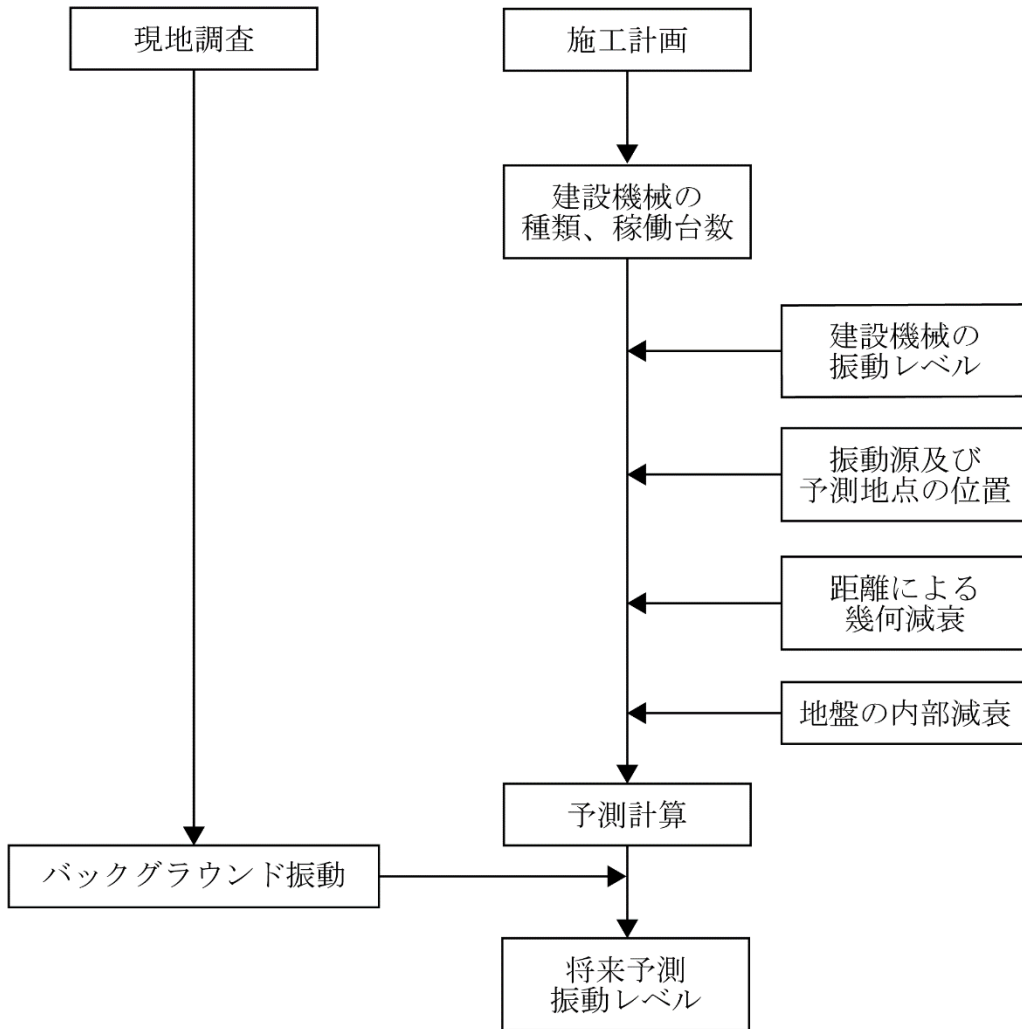 現地調査
施工計画
建設機械の
種類、稼働台数
建設機械の
振動レベル
振動源及び
予測地点の位置
距離による
幾何減衰
地盤の内部減衰
予測計算
バックグラウンド振動
将来予測
振動レベル